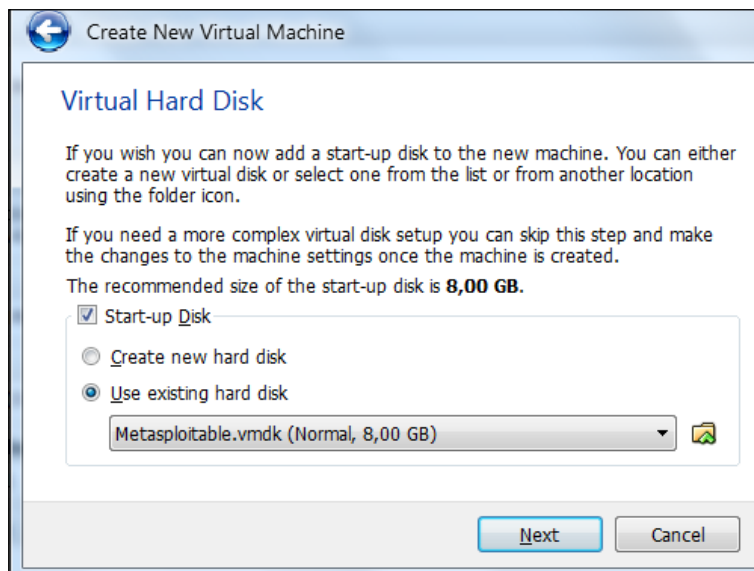 Create New Virtual Machine
Virtual Hard Disk
If you wish you can now add a start-up disk to the new machine. You can either
create a new virtual disk or select one from the list or from another location
using the folder icon.
If you need a more complex virtual disk setup you can skip this step and make
the changes to the machine settings once the machine is created.
The recommended size of the start-up disk is 8,00 GB.
Start-up Disk
Create new hard disk
Use existing hard disk
Metasploitable.vmdk (Normal, 8,00 GB)
Next Cancel